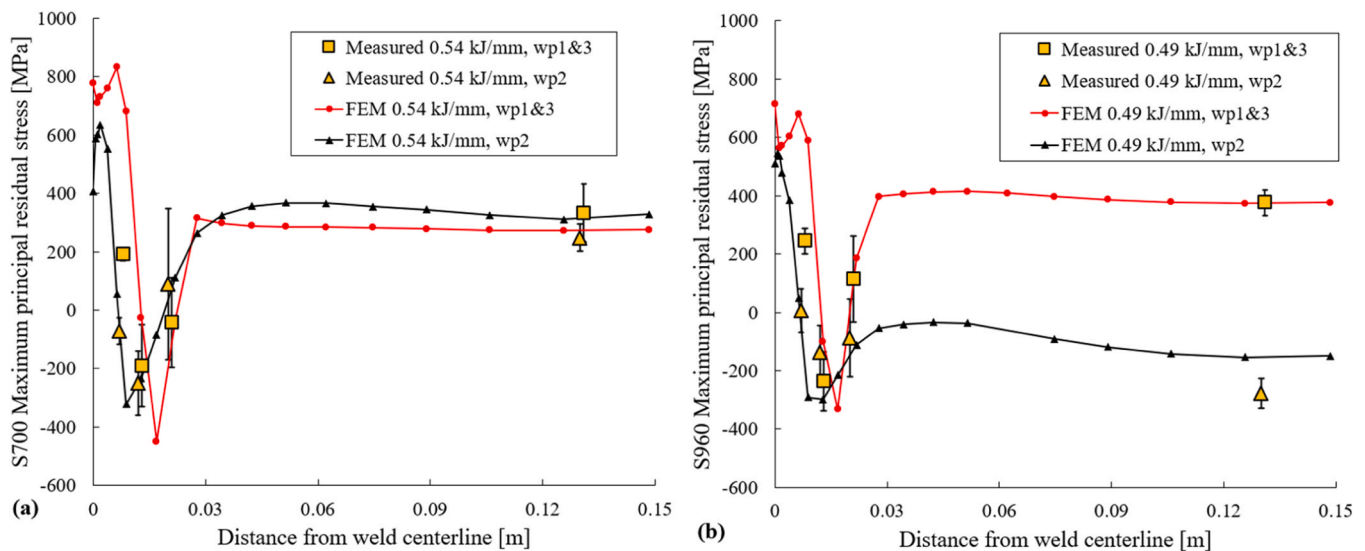 S700 Maximum principal residual stress [MPa]
1000
800
600
400
200
0
-200
-400
-600
Measured 0.54 kJ/mm, wp1&3
Measured 0.54 kJ/mm, wp2
FEM 0.54 kJ/mm, wp1&3
FEM 0.54 kJ/mm, wp2
0
0.03
0.06
0.09
0.12
0.15
(a)
Distance from weld centerline [m]
S960 Maximum principal residual stress [MPa]
1000
800
600
400
200
0
-200
-400
-600
Measured 0.49 kJ/mm, wp1&3
Measured 0.49 kJ/mm, wp2
FEM 0.49 kJ/mm, wp1&3
FEM 0.49 kJ/mm, wp2
0
0.03
0.06
0.09
0.12
0.15
(b)
Distance from weld centerline [m]